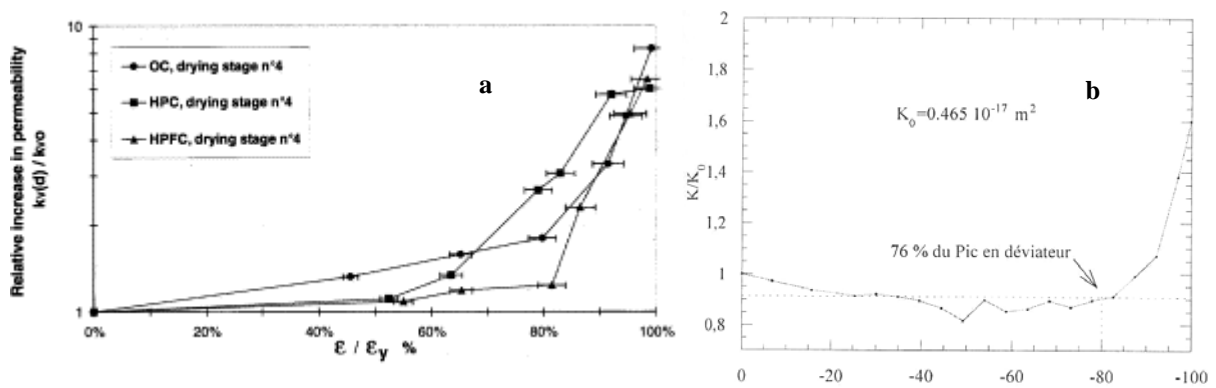 10
OC, drying stage n°4
HPC, drying stage n°4
HPFC, drying stage n°4
a
Relative increase in permeability
kv(d) / kvo
1
0% 20% 40% 60% 80% 100%
ε / εy %
2
1,8
1,6
1,4
1,2
1
0,8
K/K0
b
K0=0.465 10-17 m2
76 % du Pic en déviateur
0 -20 -40 -60 -80 -100